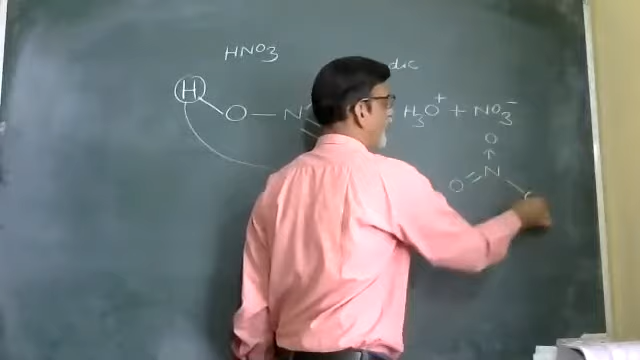 HNO₃
H₃O⁺ + NO₃⁻
H—O—N
O
↑
O=N—